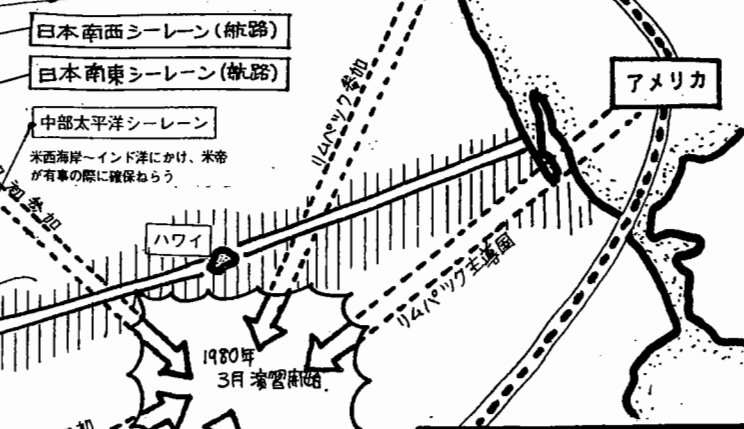 日本南西シーレーン(航路)
日本南東シーレーン(航路)
中部太平洋シーレーン
米西海岸~インド洋にかけ、米帝
が有事の際に確保ねらう
参加
ハワイ
リムパック参加
アメリカ
リムパック主導国
1980年
3月演習開始.